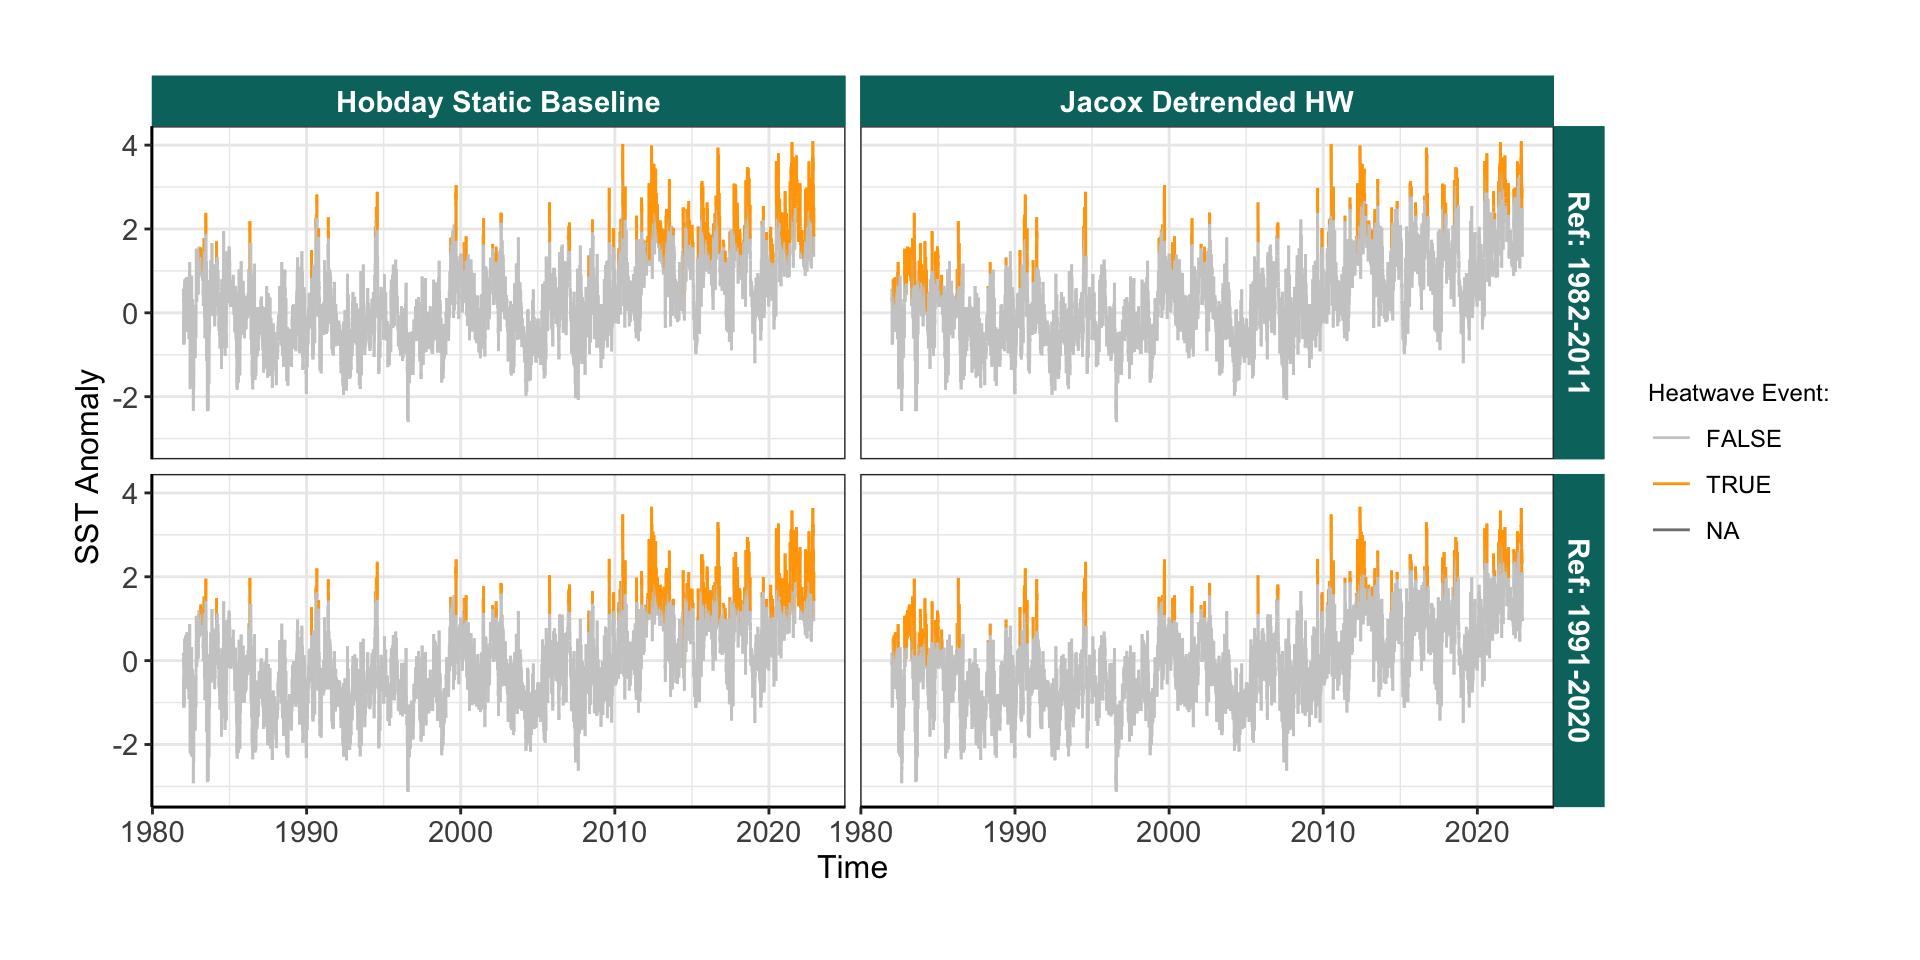 Hobday Static Baseline
Jacox Detrended HW
4
2
0
-2
Ref: 1982-2011
4
2
0
-2
Ref: 1991-2020
SST Anomaly
1980
1990
2000
2010
2020
1980
1990
2000
2010
2020
Time
Heatwave Event:
FALSE
TRUE
NA